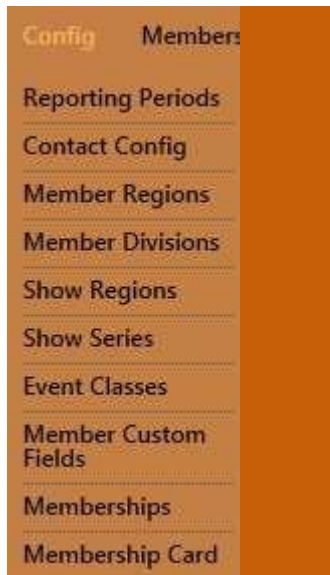 Config Members
Reporting Periods
Contact Config
Member Regions
Member Divisions
Show Regions
Show Series
Event Classes
Member Custom
Fields
Memberships
Membership Card